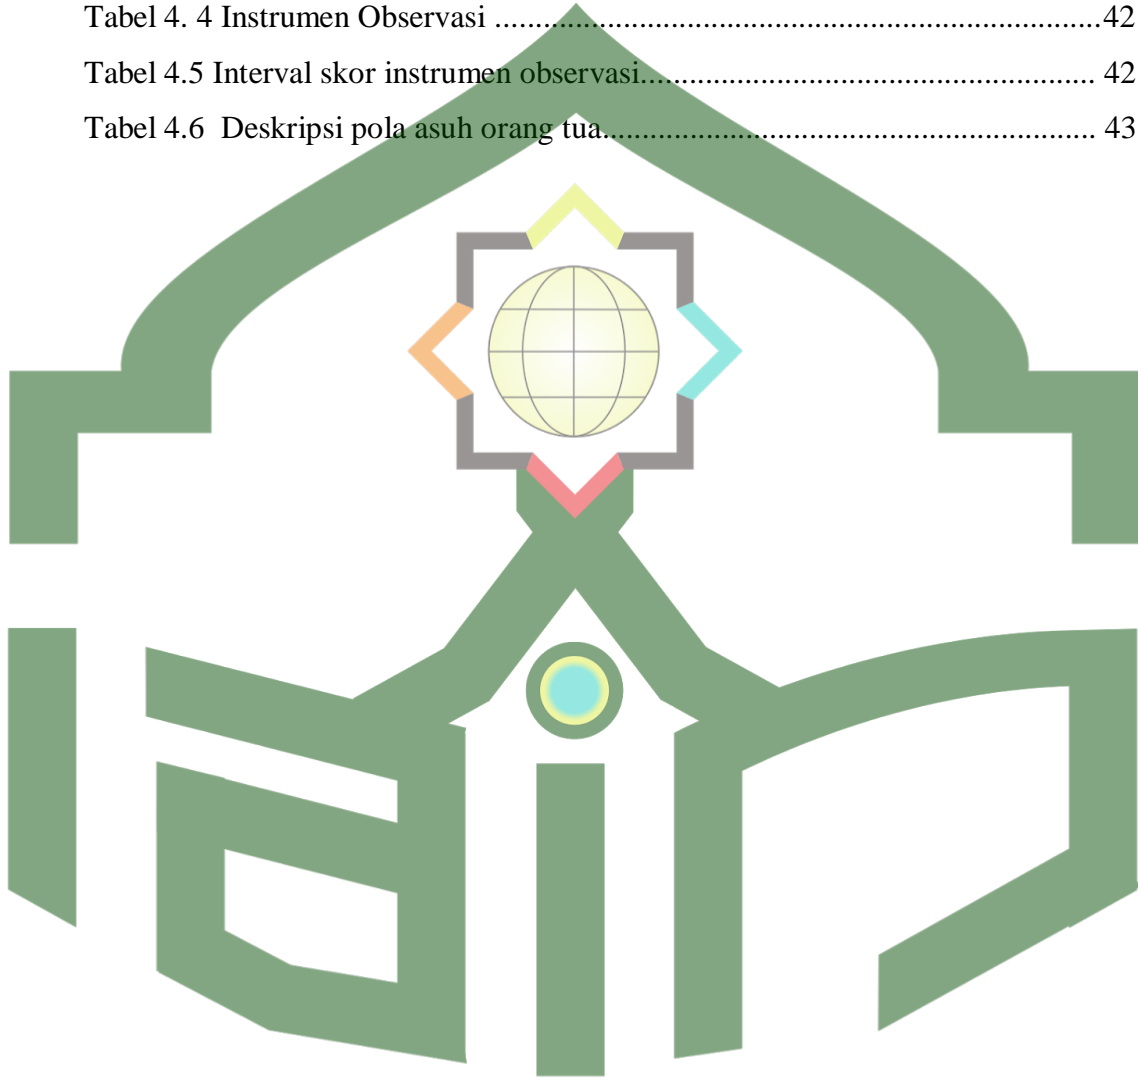 Tabel 4. 4 Instrumen Observasi ............................................................................42
Tabel 4.5 Interval skor instrumen observasi......................................................... 42
Tabel 4.6  Deskripsi pola asuh orang tua.............................................................. 43
iain